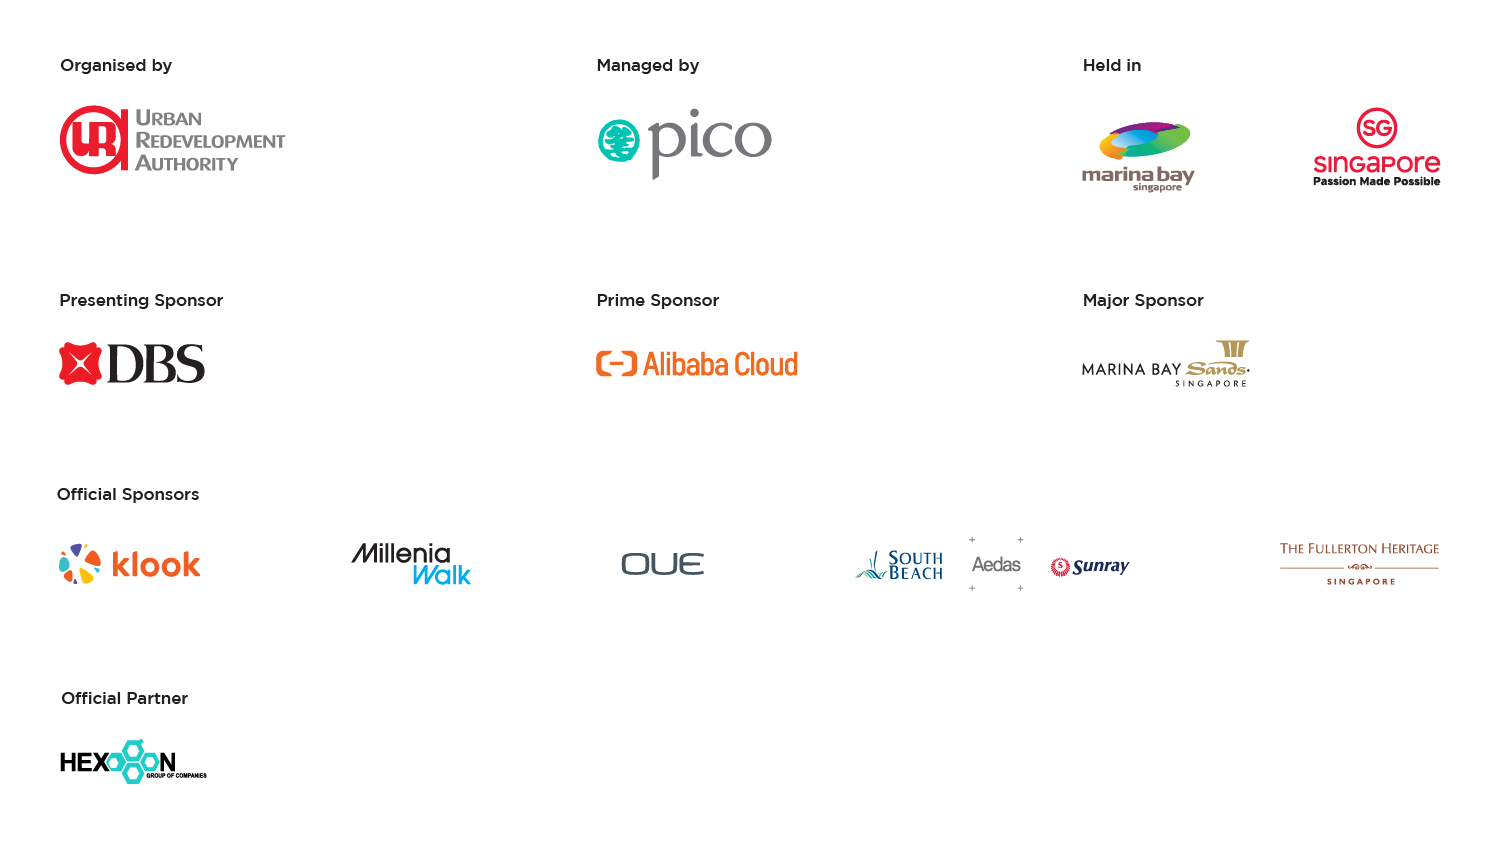 Organised by
Managed by
Held in
URA
URBAN
REDEVELOPMENT
AUTHORITY
pico
marina bay
singapore
SG
SINGAPORE
Passion Made Possible
Presenting Sponsor
Prime Sponsor
Major Sponsor
DBS
Alibaba Cloud
MARINA BAY Sands
SINGAPORE
Official Sponsors
klook
Millenia
Walk
OUE
SOUTH
BEACH
Aedas
S Sunray
THE FULLERTON HERITAGE
SINGAPORE
Official Partner
HEXOGON
GROUP OF COMPANIES